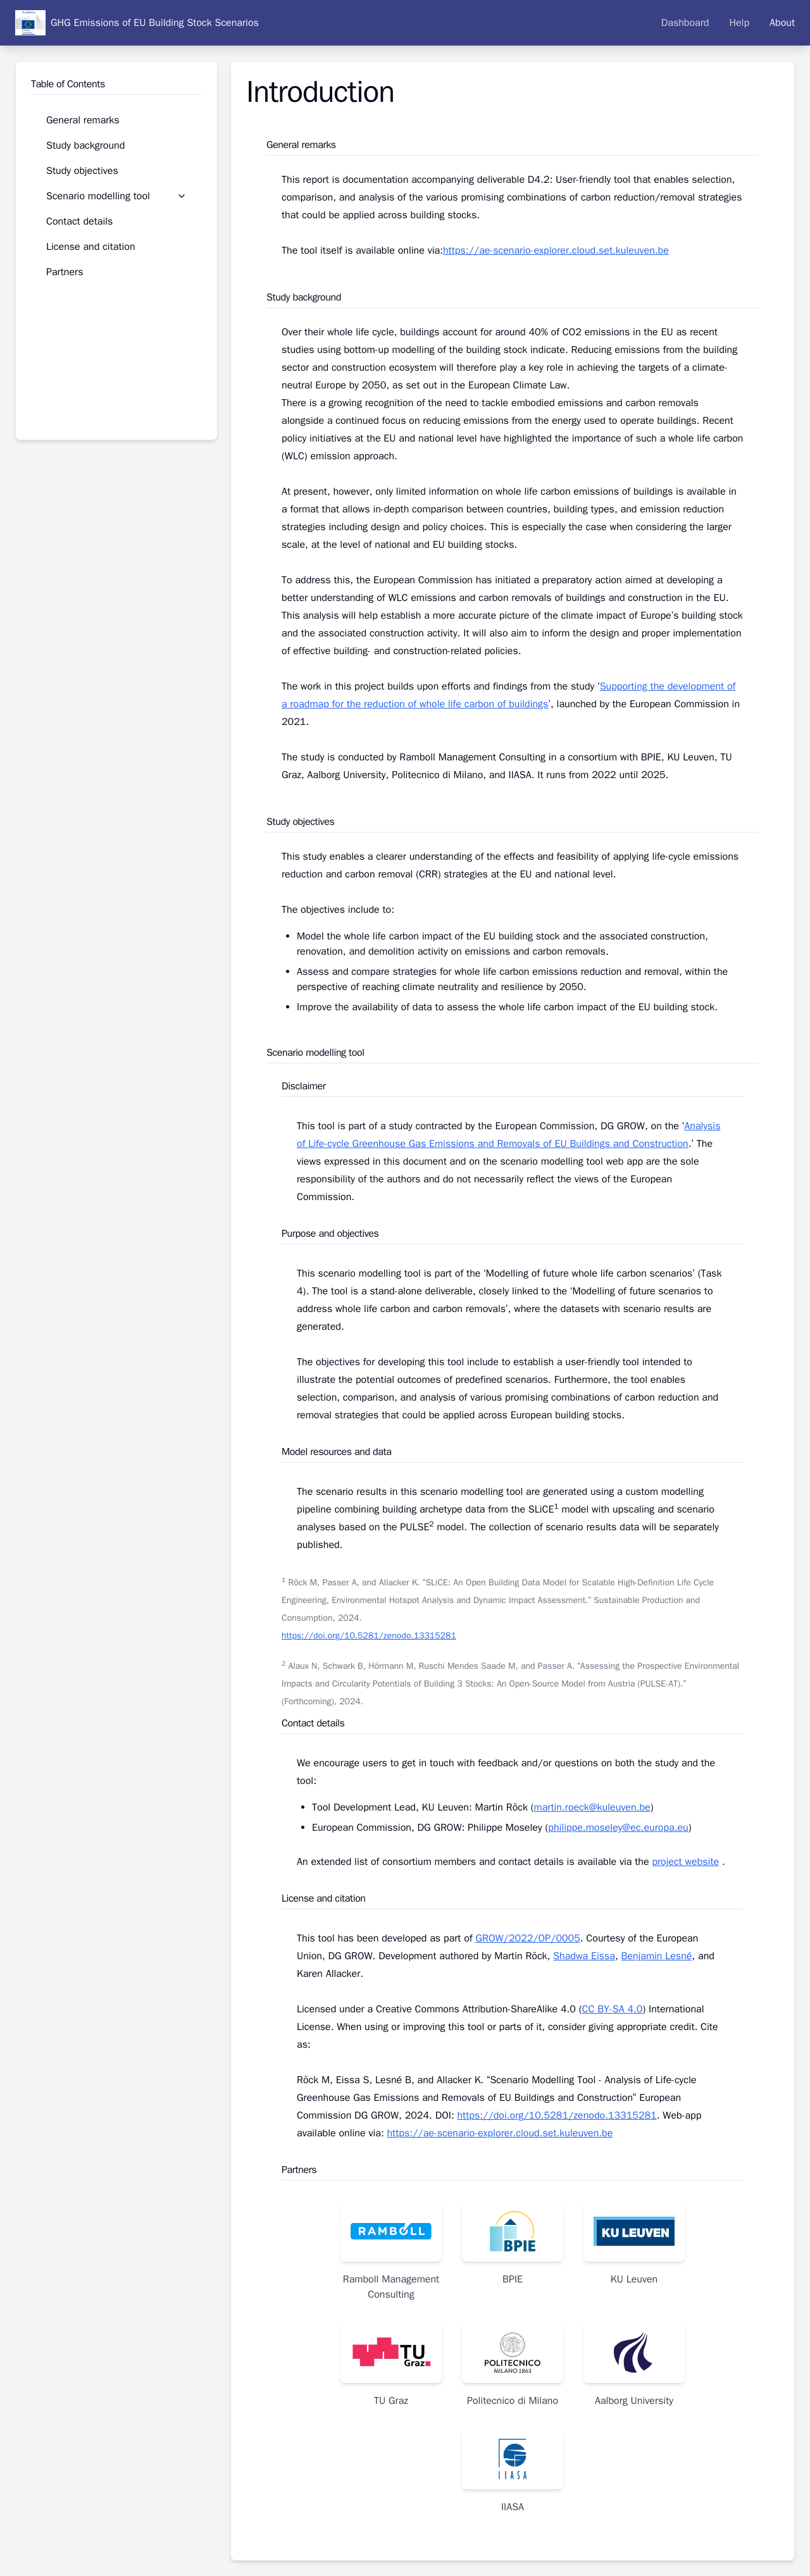 GHG Emissions of EU Building Stock Scenarios
Dashboard
Help
About
Table of Contents
General remarks
Study background
Study objectives
Scenario modelling tool
Contact details
License and citation
Partners
Introduction
General remarks
This report is documentation accompanying deliverable D4.2: User-friendly tool that enables selection,
comparison, and analysis of the various promising combinations of carbon reduction/removal strategies
that could be applied across building stocks.
The tool itself is available online via:https://ae-scenario-explorer.cloud.set.kuleuven.be
Study background
Over their whole life cycle, buildings account for around 40% of CO2 emissions in the EU as recent
studies using bottom-up modelling of the building stock indicate. Reducing emissions from the building
sector and construction ecosystem will therefore play a key role in achieving the targets of a climate-
neutral Europe by 2050, as set out in the European Climate Law.
There is a growing recognition of the need to tackle embodied emissions and carbon removals
alongside a continued focus on reducing emissions from the energy used to operate buildings. Recent
policy initiatives at the EU and national level have highlighted the importance of such a whole life carbon
(WLC) emission approach.
At present, however, only limited information on whole life carbon emissions of buildings is available in
a format that allows in-depth comparison between countries, building types, and emission reduction
strategies including design and policy choices. This is especially the case when considering the larger
scale, at the level of national and EU building stocks.
To address this, the European Commission has initiated a preparatory action aimed at developing a
better understanding of WLC emissions and carbon removals of buildings and construction in the EU.
This analysis will help establish a more accurate picture of the climate impact of Europe's building stock
and the associated construction activity. It will also aim to inform the design and proper implementation
of effective building- and construction-related policies.
The work in this project builds upon efforts and findings from the study 'Supporting the development of
a roadmap for the reduction of whole life carbon of buildings', launched by the European Commission in
2021.
The study is conducted by Ramboll Management Consulting in a consortium with BPIE, KU Leuven, TU
Graz, Aalborg University, Politecnico di Milano, and IIASA. It runs from 2022 until 2025.
Study objectives
This study enables a clearer understanding of the effects and feasibility of applying life-cycle emissions
reduction and carbon removal (CRR) strategies at the EU and national level.
The objectives include to:
• Model the whole life carbon impact of the EU building stock and the associated construction,
renovation, and demolition activity on emissions and carbon removals.
• Assess and compare strategies for whole life carbon emissions reduction and removal, within the
perspective of reaching climate neutrality and resilience by 2050.
• Improve the availability of data to assess the whole life carbon impact of the EU building stock.
Scenario modelling tool
Disclaimer
This tool is part of a study contracted by the European Commission, DG GROW, on the 'Analysis
of Life-cycle Greenhouse Gas Emissions and Removals of EU Buildings and Construction.' The
views expressed in this document and on the scenario modelling tool web app are the sole
responsibility of the authors and do not necessarily reflect the views of the European
Commission.
Purpose and objectives
This scenario modelling tool is part of the 'Modelling of future whole life carbon scenarios' (Task
4). The tool is a stand-alone deliverable, closely linked to the 'Modelling of future scenarios to
address whole life carbon and carbon removals', where the datasets with scenario results are
generated.
The objectives for developing this tool include to establish a user-friendly tool intended to
illustrate the potential outcomes of predefined scenarios. Furthermore, the tool enables
selection, comparison, and analysis of various promising combinations of carbon reduction and
removal strategies that could be applied across European building stocks.
Model resources and data
The scenario results in this scenario modelling tool are generated using a custom modelling
pipeline combining building archetype data from the SLiCE¹ model with upscaling and scenario
analyses based on the PULSE² model. The collection of scenario results data will be separately
published.
¹ Röck M, Passer A, and Allacker K. "SLiCE: An Open Building Data Model for Scalable High-Definition Life Cycle
Engineering, Environmental Hotspot Analysis and Dynamic Impact Assessment." Sustainable Production and
Consumption, 2024.
https://doi.org/10.5281/zenodo.13315281
² Alaux N, Schwark B, Hörmann M, Ruschi Mendes Saade M, and Passer A. "Assessing the Prospective Environmental
Impacts and Circularity Potentials of Building 3 Stocks: An Open-Source Model from Austria (PULSE-AT)."
(Forthcoming), 2024.
Contact details
We encourage users to get in touch with feedback and/or questions on both the study and the
tool:
• Tool Development Lead, KU Leuven: Martin Röck (martin.roeck@kuleuven.be)
• European Commission, DG GROW: Philippe Moseley (philippe.moseley@ec.europa.eu)
An extended list of consortium members and contact details is available via the project website .
License and citation
This tool has been developed as part of GROW/2022/OP/0005. Courtesy of the European
Union, DG GROW. Development authored by Martin Röck, Shadwa Eissa, Benjamin Lesné, and
Karen Allacker.
Licensed under a Creative Commons Attribution-ShareAlike 4.0 (CC BY-SA 4.0) International
License. When using or improving this tool or parts of it, consider giving appropriate credit. Cite
as:
Röck M, Eissa S, Lesné B, and Allacker K. "Scenario Modelling Tool - Analysis of Life-cycle
Greenhouse Gas Emissions and Removals of EU Buildings and Construction" European
Commission DG GROW, 2024. DOI: https://doi.org/10.5281/zenodo.13315281. Web-app
available online via: https://ae-scenario-explorer.cloud.set.kuleuven.be
Partners
RAMBOLL
BPIE
KU LEUVEN
Ramboll Management
Consulting
BPIE
KU Leuven
TU
Graz
POLITECNICO
MILANO 1863
TU Graz
Politecnico di Milano
Aalborg University
IIASA
IIASA